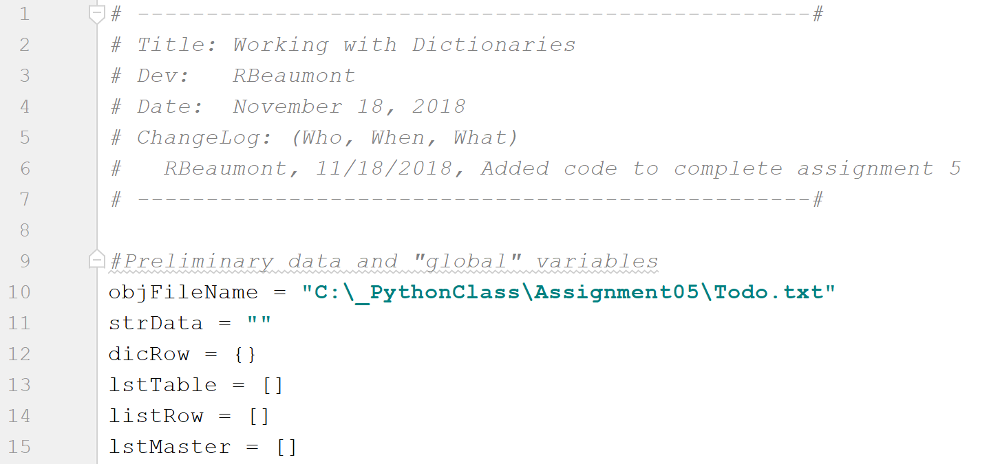 1 # -------------------------------------------------#
2 # Title: Working with Dictionaries
3 # Dev:   RBeaumont
4 # Date:  November 18, 2018
5 # ChangeLog: (Who, When, What)
6 #   RBeaumont, 11/18/2018, Added code to complete assignment 5
7 # -------------------------------------------------#
8
9 #Preliminary data and "global" variables
10 objFileName = "C:\_PythonClass\Assignment05\Todo.txt"
11 strData = ""
12 dicRow = {}
13 lstTable = []
14 listRow = []
15 lstMaster = []